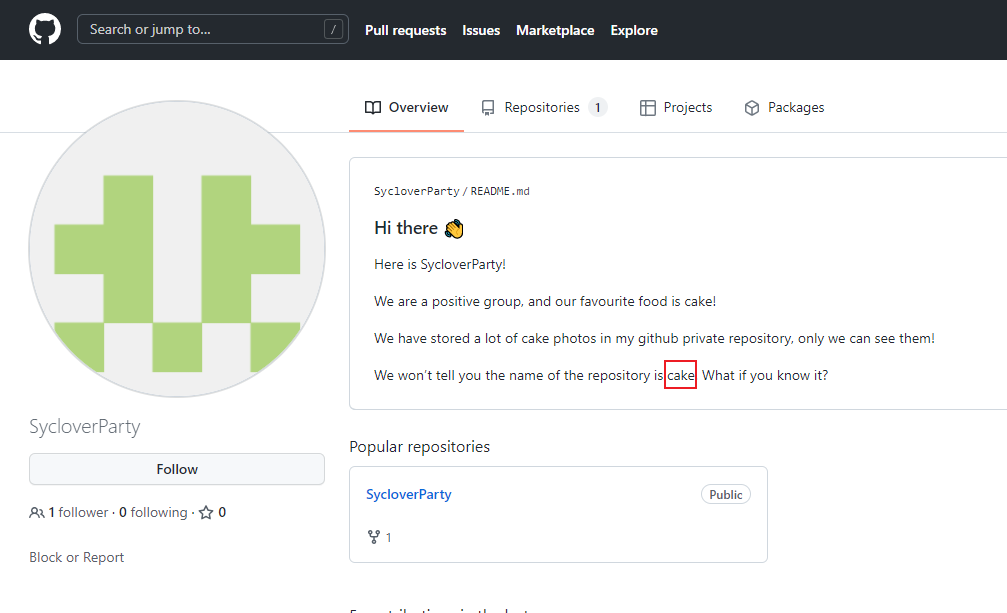 Search or jump to... /
Pull requests Issues Marketplace Explore
Overview Repositories 1 Projects Packages
SycloverParty / README.md
Hi there 👋
Here is SycloverParty!
We are a positive group, and our favourite food is cake!
We have stored a lot of cake photos in my github private repository, only we can see them!
We won't tell you the name of the repository is cake What if you know it?
SycloverParty
Follow
1 follower · 0 following · 0
Block or Report
Popular repositories
SycloverParty Public
1